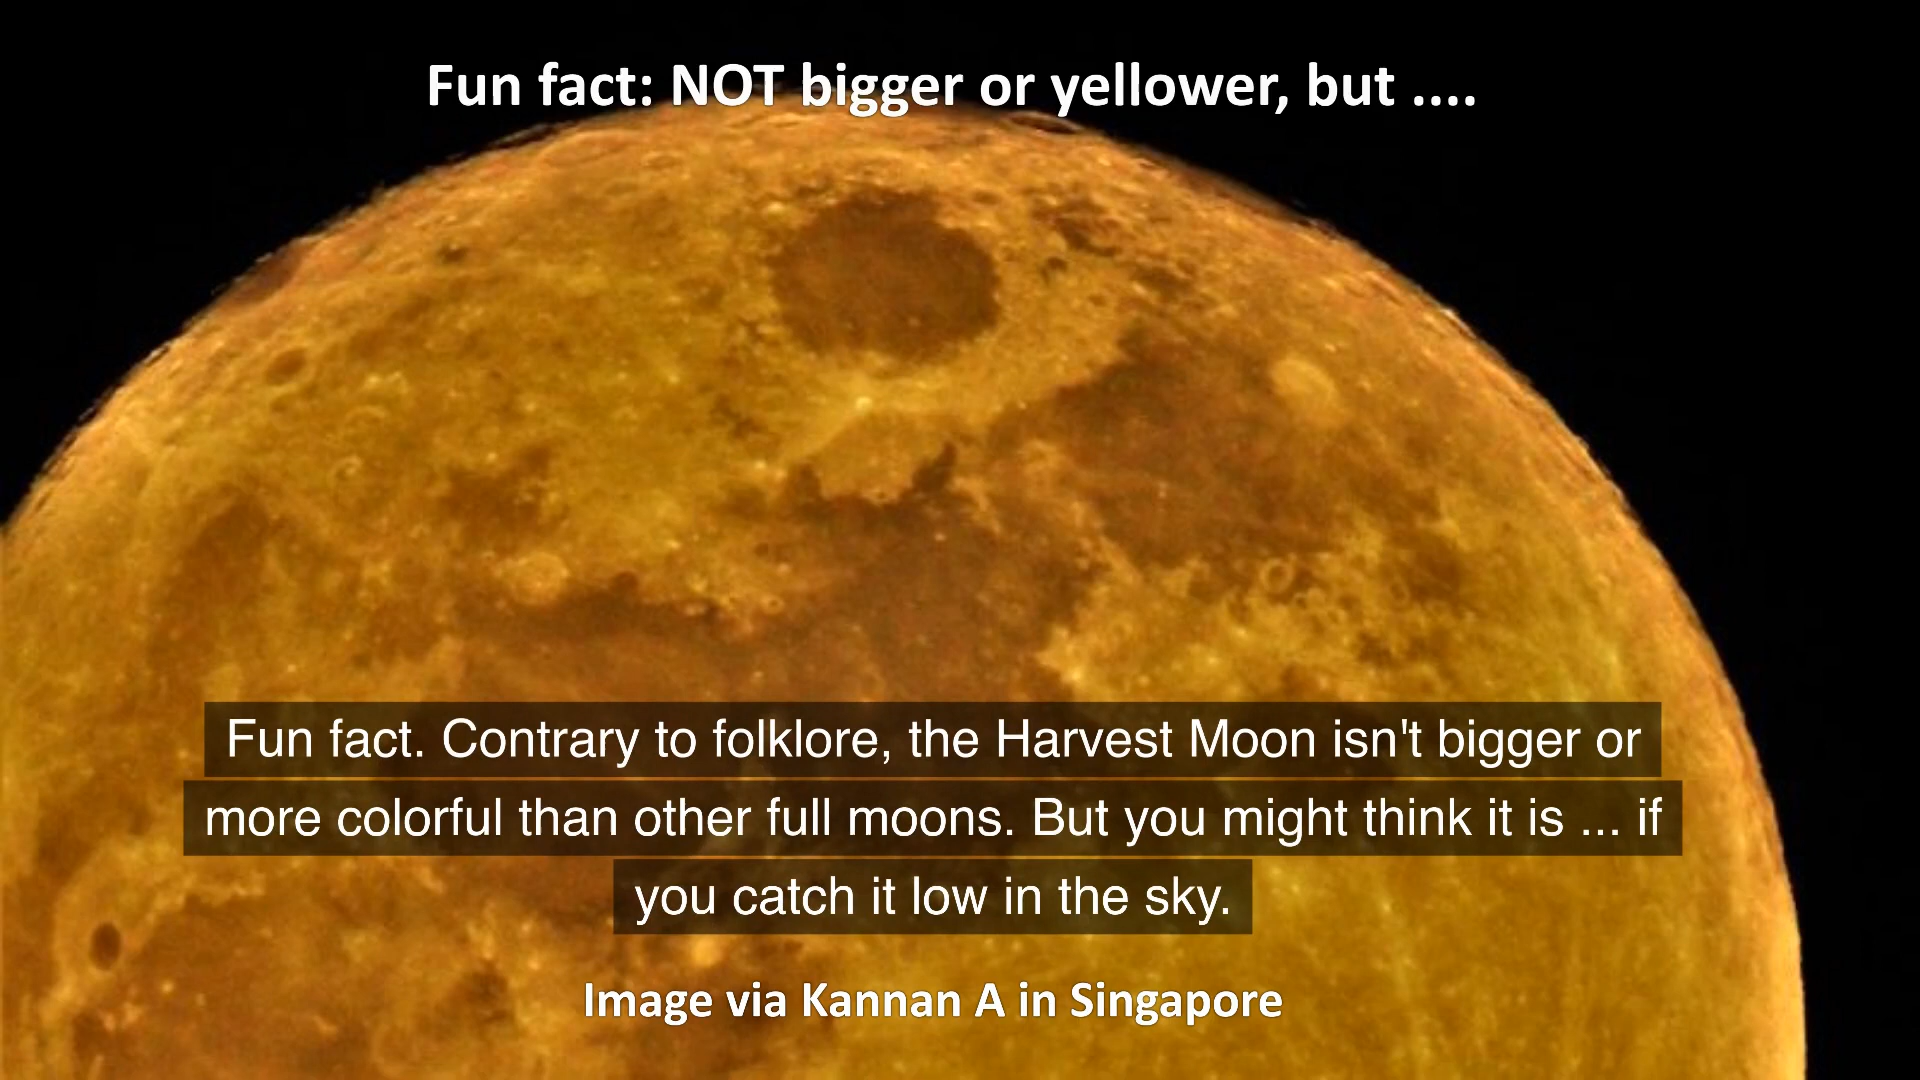 Fun fact: NOT bigger or yellower, but ....
Fun fact. Contrary to folklore, the Harvest Moon isn't bigger or
more colorful than other full moons. But you might think it is ... if
you catch it low in the sky.
Image via Kannan A in Singapore